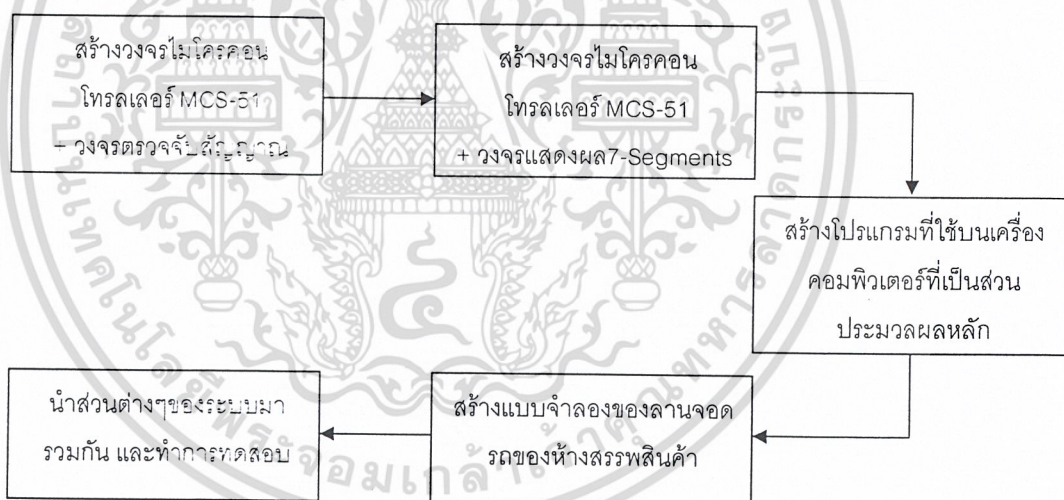 สร้างวงจรไมโครคอน
โทรลเลอร์ MCS-51
+ วงจรตรวจจับสัญญาณ
สร้างวงจรไมโครคอน
โทรลเลอร์ MCS-51
+ วงจรแสดงผล7-Segments
สร้างโปรแกรมที่ใช้บนเครื่อง
คอมพิวเตอร์ที่เป็นส่วน
ประมวลผลหลัก
สร้างแบบจำลองของลานจอด
รถของห้างสรรพสินค้า
นำส่วนต่างๆของระบบมา
รวมกัน และทำการทดสอบ